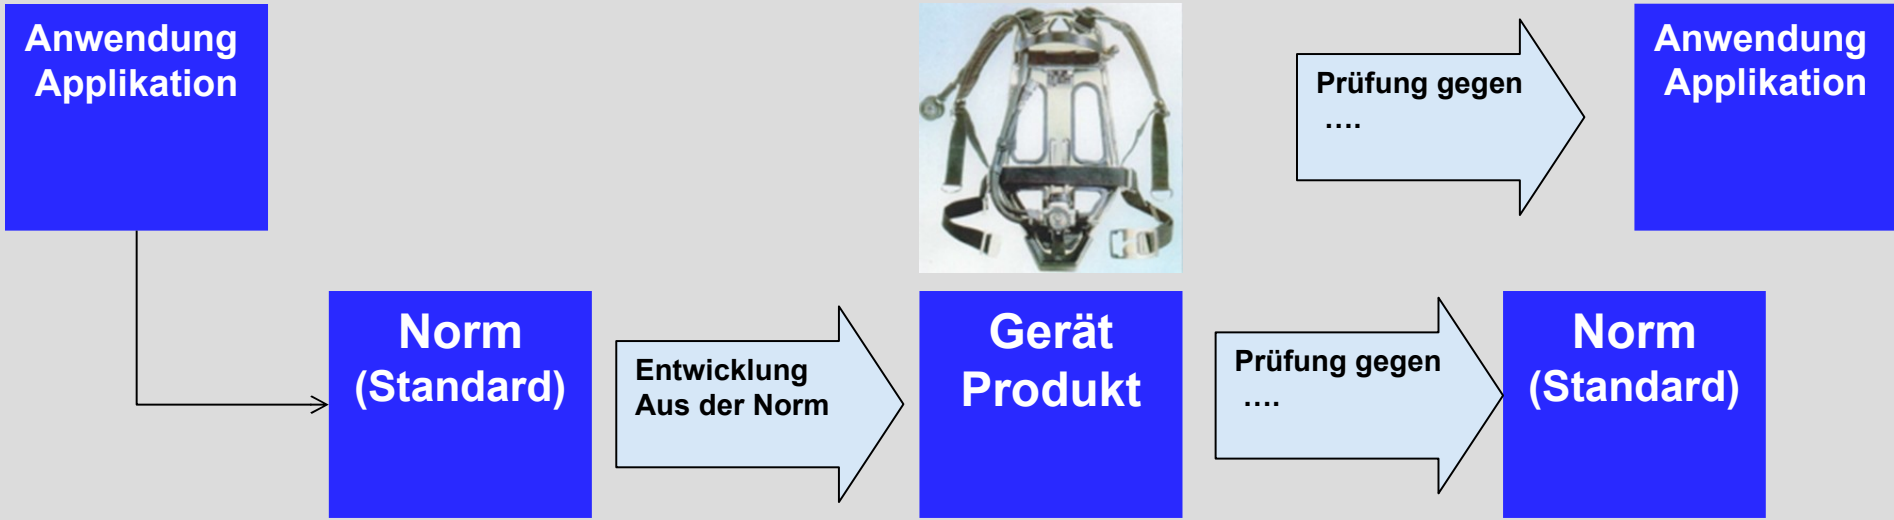 Anwendung
Applikation
Prüfung gegen
....
Anwendung
Applikation
Norm
(Standard)
Entwicklung
Aus der Norm
Gerät
Produkt
Prüfung gegen
....
Norm
(Standard)